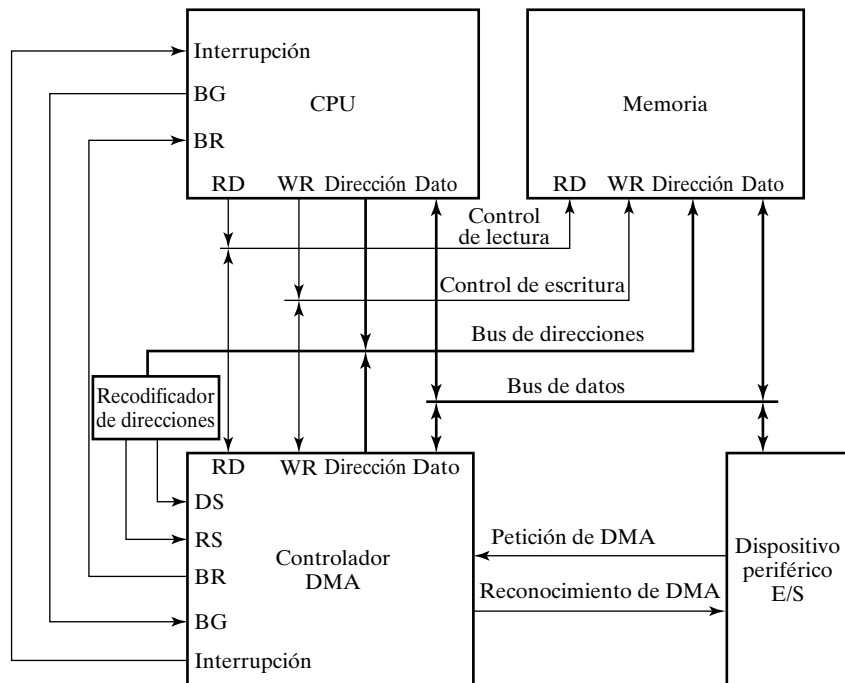 Interrupción
BG
CPU
BR
RD WR Dirección Dato
Memoria
RD WR Dirección Dato
Control
de lectura
Control de escritura
Bus de direcciones
Bus de datos
Recodificador
de direcciones
RD WR Dirección Dato
DS
RS
BR
BG
Interrupción
Controlador
DMA
Petición de DMA
Reconocimiento de DMA
Dispositivo
periférico
E/S